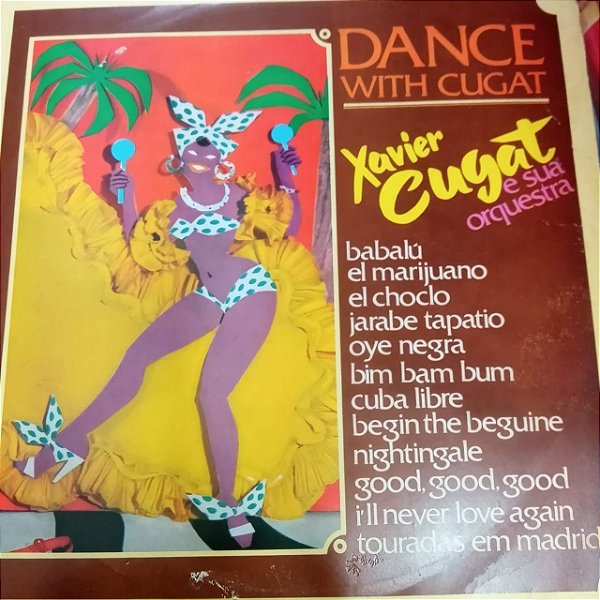 DANCE
WITH CUGAT
Xavier
Cugat
e sua
orquestra
babalú
el marijuano
el choclo
jarabe tapatio
oye negra
bim bam bum
cuba libre
begin the beguine
nightingale
good, good, good
i'll never love again
touradas em madrid